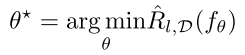 θ⋆ = arg min_θ R̂_{l,𝒟}(f_θ)